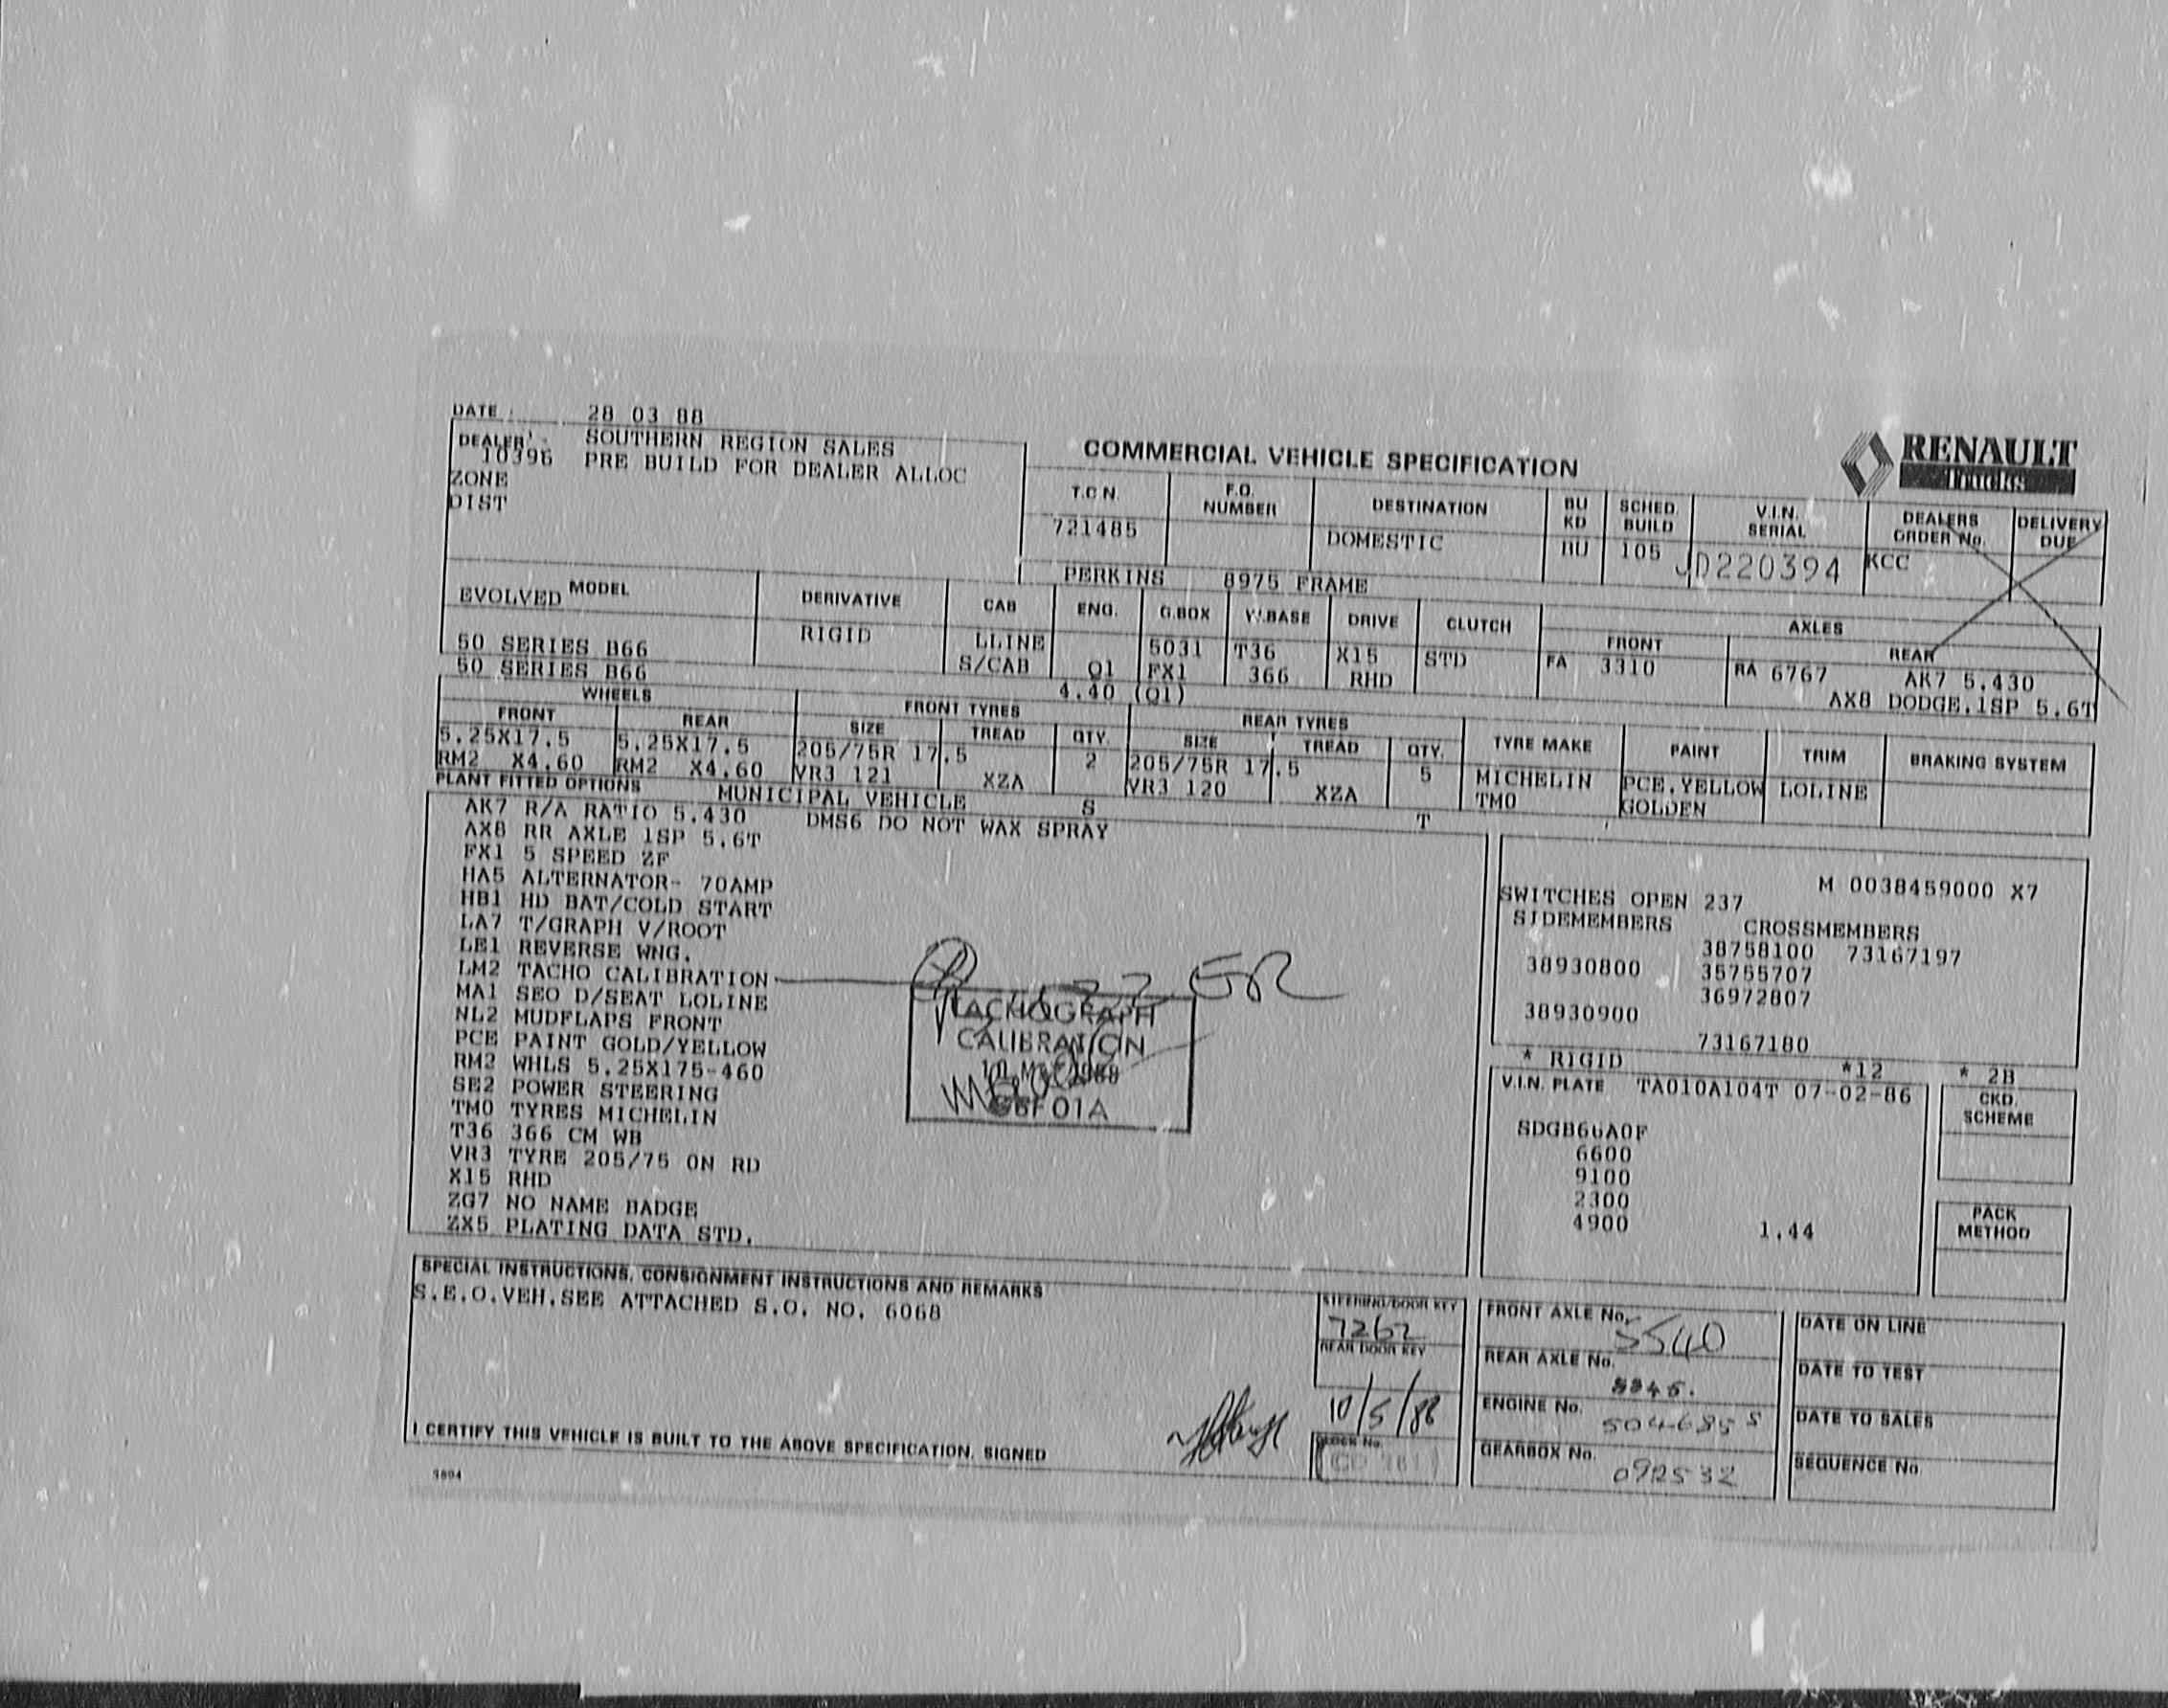 DATE : 28 03 88
DEALER SOUTHERN REGION SALES
10396 PRE BUILD FOR DEALER ALLOC
ZONE
DIST
COMMERCIAL VEHICLE SPECIFICATION
RENAULT
Trucks
T.C.N. F.O. NUMBER DESTINATION BU KD SCHED. BUILD V.I.N. SERIAL DEALERS ORDER No. DELIVERY DUE
721485 DOMESTIC BU 105 JD220394 KCC
PERKINS 8975 FRAME
MODEL DERIVATIVE CAB ENG. G.BOX W.BASE DRIVE CLUTCH AXLES
FRONT REAR
EVOLVED
50 SERIES B66 RIGID LLINE 5031 T36 X15 STD FA 3310 RA 6767 AK7 5.430
50 SERIES B66 S/CAB Q1 FX1 366 RHD AX8 DODGE.1SP 5.6T
4.40 (Q1)
WHEELS FRONT TYRES REAR TYRES
FRONT REAR SIZE TREAD QTY. SIZE TREAD QTY. TYRE MAKE PAINT TRIM BRAKING SYSTEM
5.25X17.5 5.25X17.5 205/75R 17.5 2 205/75R 17.5 5 MICHELIN PCE.YELLOW LOLINE
RM2 X4.60 RM2 X4.60 VR3 121 XZA VR3 120 XZA TM0 GOLDEN
PLANT FITTED OPTIONS MUNICIPAL VEHICLE S T
AK7 R/A RATIO 5.430 DMS6 DO NOT WAX SPRAY
AX8 RR AXLE 1SP 5.6T
FX1 5 SPEED ZF
HA5 ALTERNATOR- 70AMP
HB1 HD BAT/COLD START
LA7 T/GRAPH V/ROOT
LE1 REVERSE WNG.
LM2 TACHO CALIBRATION
MA1 SEO D/SEAT LOLINE
NL2 MUDFLAPS FRONT
PCE PAINT GOLD/YELLOW
RM2 WHLS 5.25X175-460
SE2 POWER STEERING
TM0 TYRES MICHELIN
T36 366 CM WB
VR3 TYRE 205/75 ON RD
X15 RHD
ZG7 NO NAME BADGE
ZX5 PLATING DATA STD.
TACHOGRAPH
CALIBRATION
M 0038459000 X7
SWITCHES OPEN 237
SIDEMEMBERS CROSSMEMBERS
38758100 73167197
38930800 35755707
36972807
38930900
73167180
* RIGID *12 * 2B
V.I.N. PLATE TA010A104T 07-02-86
SDGB66A0F
6600
9100
2300
4900 1.44
CKD. SCHEME
PACK METHOD
SPECIAL INSTRUCTIONS, CONSIGNMENT INSTRUCTIONS AND REMARKS
S.E.O.VEH.SEE ATTACHED S.O. NO. 6068
STEERING/DOOR KEY
7262
REAR DOOR KEY
10/5/88
FRONT AXLE No. 5540
REAR AXLE No.
ENGINE No.
GEARBOX No.
DATE ON LINE
DATE TO TEST
DATE TO SALES
SEQUENCE No
I CERTIFY THIS VEHICLE IS BUILT TO THE ABOVE SPECIFICATION. SIGNED